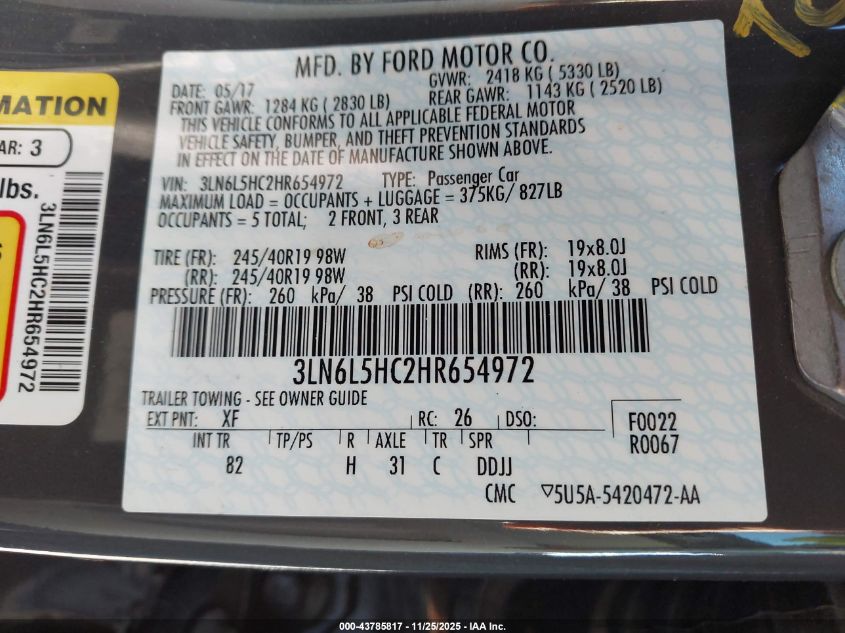 MFD. BY FORD MOTOR CO.
DATE: 05/17 GVWR: 2418 KG ( 5330 LB)
FRONT GAWR: 1284 KG ( 2830 LB) REAR GAWR: 1143 KG ( 2520 LB)
THIS VEHICLE CONFORMS TO ALL APPLICABLE FEDERAL MOTOR
VEHICLE SAFETY, BUMPER, AND THEFT PREVENTION STANDARDS
IN EFFECT ON THE DATE OF MANUFACTURE SHOWN ABOVE.
VIN: 3LN6L5HC2HR654972 TYPE: Passenger Car
MAXIMUM LOAD = OCCUPANTS + LUGGAGE = 375KG/ 827LB
OCCUPANTS = 5 TOTAL; 2 FRONT, 3 REAR
TIRE (FR): 245/40R19 98W RIMS (FR): 19x8.0J
(RR): 245/40R19 98W (RR): 19x8.0J
PRESSURE (FR): 260 kPa/ 38 PSI COLD (RR): 260 kPa/ 38 PSI COLD
3LN6L5HC2HR654972
TRAILER TOWING - SEE OWNER GUIDE
EXT PNT: XF RC: 26 DSO: F0022
R0067
INT TR TP/PS R AXLE TR SPR
82 H 31 C DDJJ
CMC ▽5U5A-5420472-AA
MATION
AR: 3
lbs.
3LN6L5HC2HR654972
000-43785817 - 11/25/2025 - IAA Inc.